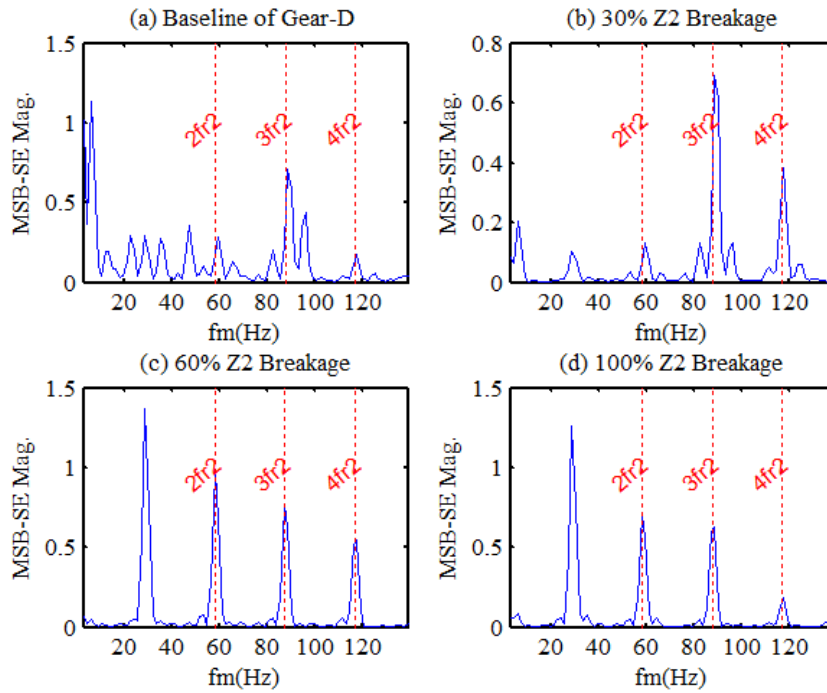 (a) Baseline of Gear-D
1.5
1
0.5
0
MSB-SE Mag.
2fr2
3fr2
4fr2
20 40 60 80 100 120
fm(Hz)
(b) 30% Z2 Breakage
0.8
0.6
0.4
0.2
0
MSB-SE Mag.
2fr2
3fr2
4fr2
20 40 60 80 100 120
fm(Hz)
(c) 60% Z2 Breakage
1.5
1
0.5
0
MSB-SE Mag.
2fr2
3fr2
4fr2
20 40 60 80 100 120
fm(Hz)
(d) 100% Z2 Breakage
1.5
1
0.5
0
MSB-SE Mag.
2fr2
3fr2
4fr2
20 40 60 80 100 120
fm(Hz)